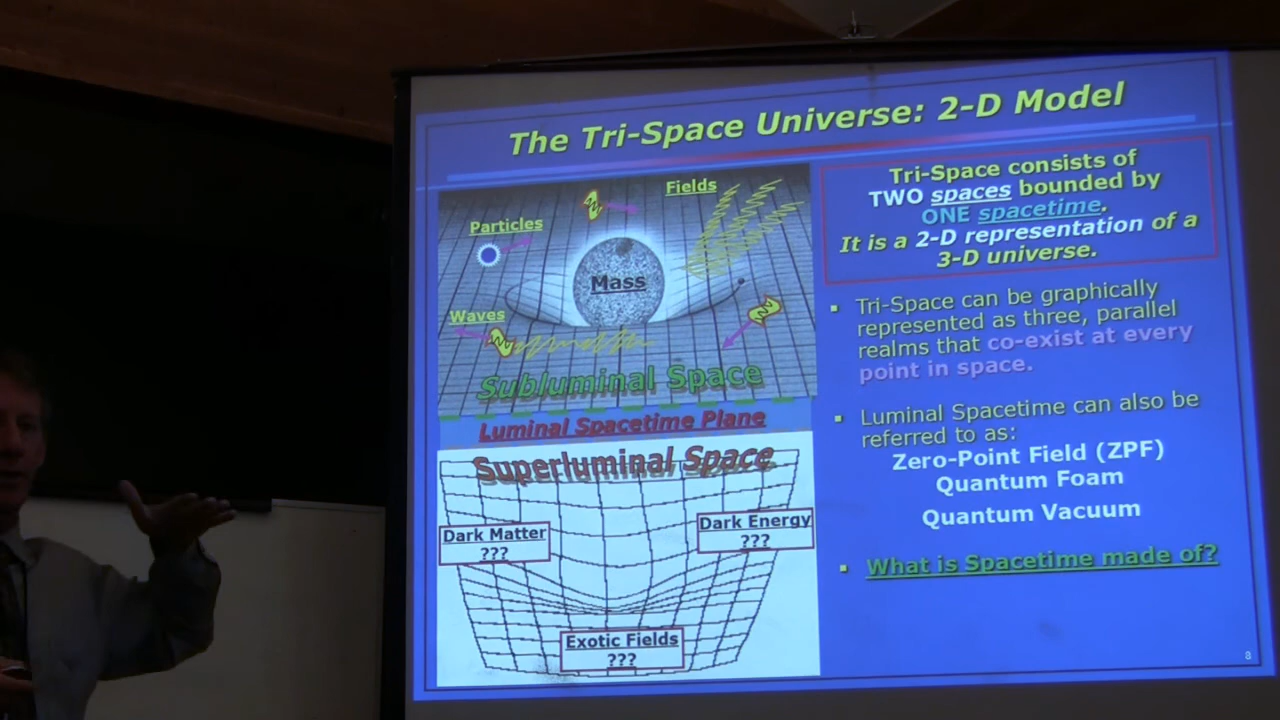 The Tri-Space Universe: 2-D Model
Fields
Particles
Mass
Waves
Subluminal Space
Luminal Spacetime Plane
Superluminal Space
Dark Matter
???
Dark Energy
???
Exotic Fields
???
Tri-Space consists of
TWO spaces bounded by
ONE spacetime.
It is a 2-D representation of a
3-D universe.
▪ Tri-Space can be graphically
represented as three, parallel
realms that co-exist at every
point in space.
▪ Luminal Spacetime can also be
referred to as:
Zero-Point Field (ZPF)
Quantum Foam
Quantum Vacuum
▪ What is Spacetime made of?
8